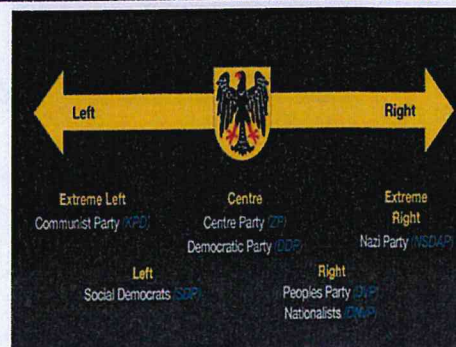 Left
Right
Extreme Left
Communist Party (KPD)
Centre
Centre Party (ZP)
Democratic Party (DDP)
Extreme
Right
Nazi Party (NSDAP)
Left
Social Democrats (SDP)
Right
Peoples Party (DVP)
Nationalists (DNVP)